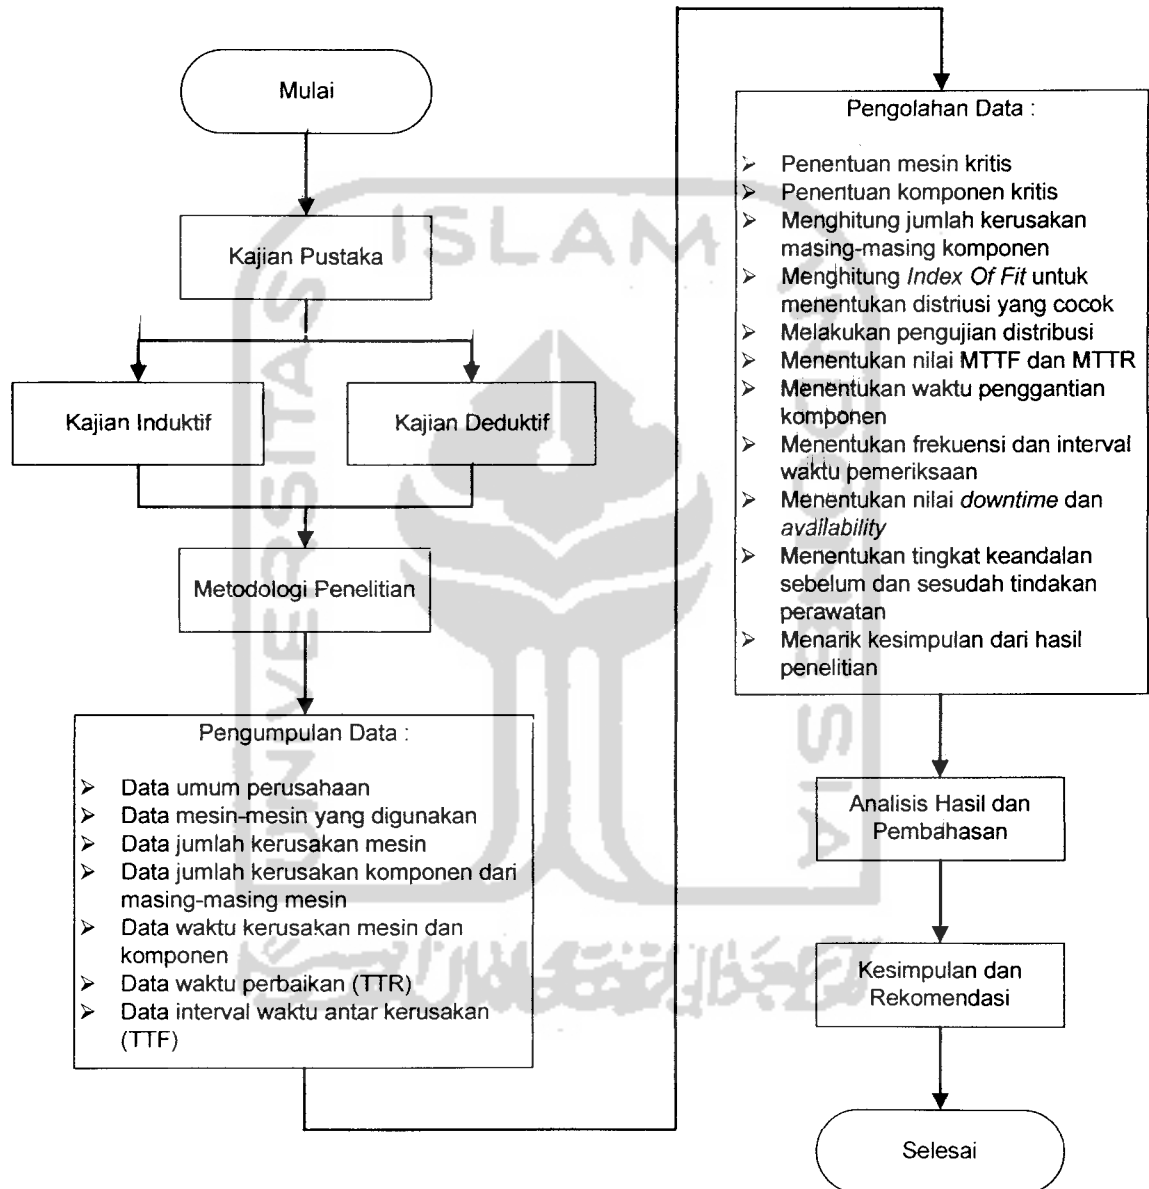 Mulai
Kajian Pustaka
Kajian Induktif
Kajian Deduktif
Metodologi Penelitian
Pengumpulan Data :
➢ Data umum perusahaan
➢ Data mesin-mesin yang digunakan
➢ Data jumlah kerusakan mesin
➢ Data jumlah kerusakan komponen dari
masing-masing mesin
➢ Data waktu kerusakan mesin dan
komponen
➢ Data waktu perbaikan (TTR)
➢ Data interval waktu antar kerusakan
(TTF)
Pengolahan Data :
➢ Penentuan mesin kritis
➢ Penentuan komponen kritis
➢ Menghitung jumlah kerusakan
masing-masing komponen
➢ Menghitung Index Of Fit untuk
menentukan distriusi yang cocok
➢ Melakukan pengujian distribusi
➢ Menentukan nilai MTTF dan MTTR
➢ Menentukan waktu penggantian
komponen
➢ Menentukan frekuensi dan interval
waktu pemeriksaan
➢ Menentukan nilai downtime dan
availability
➢ Menentukan tingkat keandalan
sebelum dan sesudah tindakan
perawatan
➢ Menarik kesimpulan dari hasil
penelitian
Analisis Hasil dan
Pembahasan
Kesimpulan dan
Rekomendasi
Selesai
UNIVERSITAS
ISLAM
INDONESIA